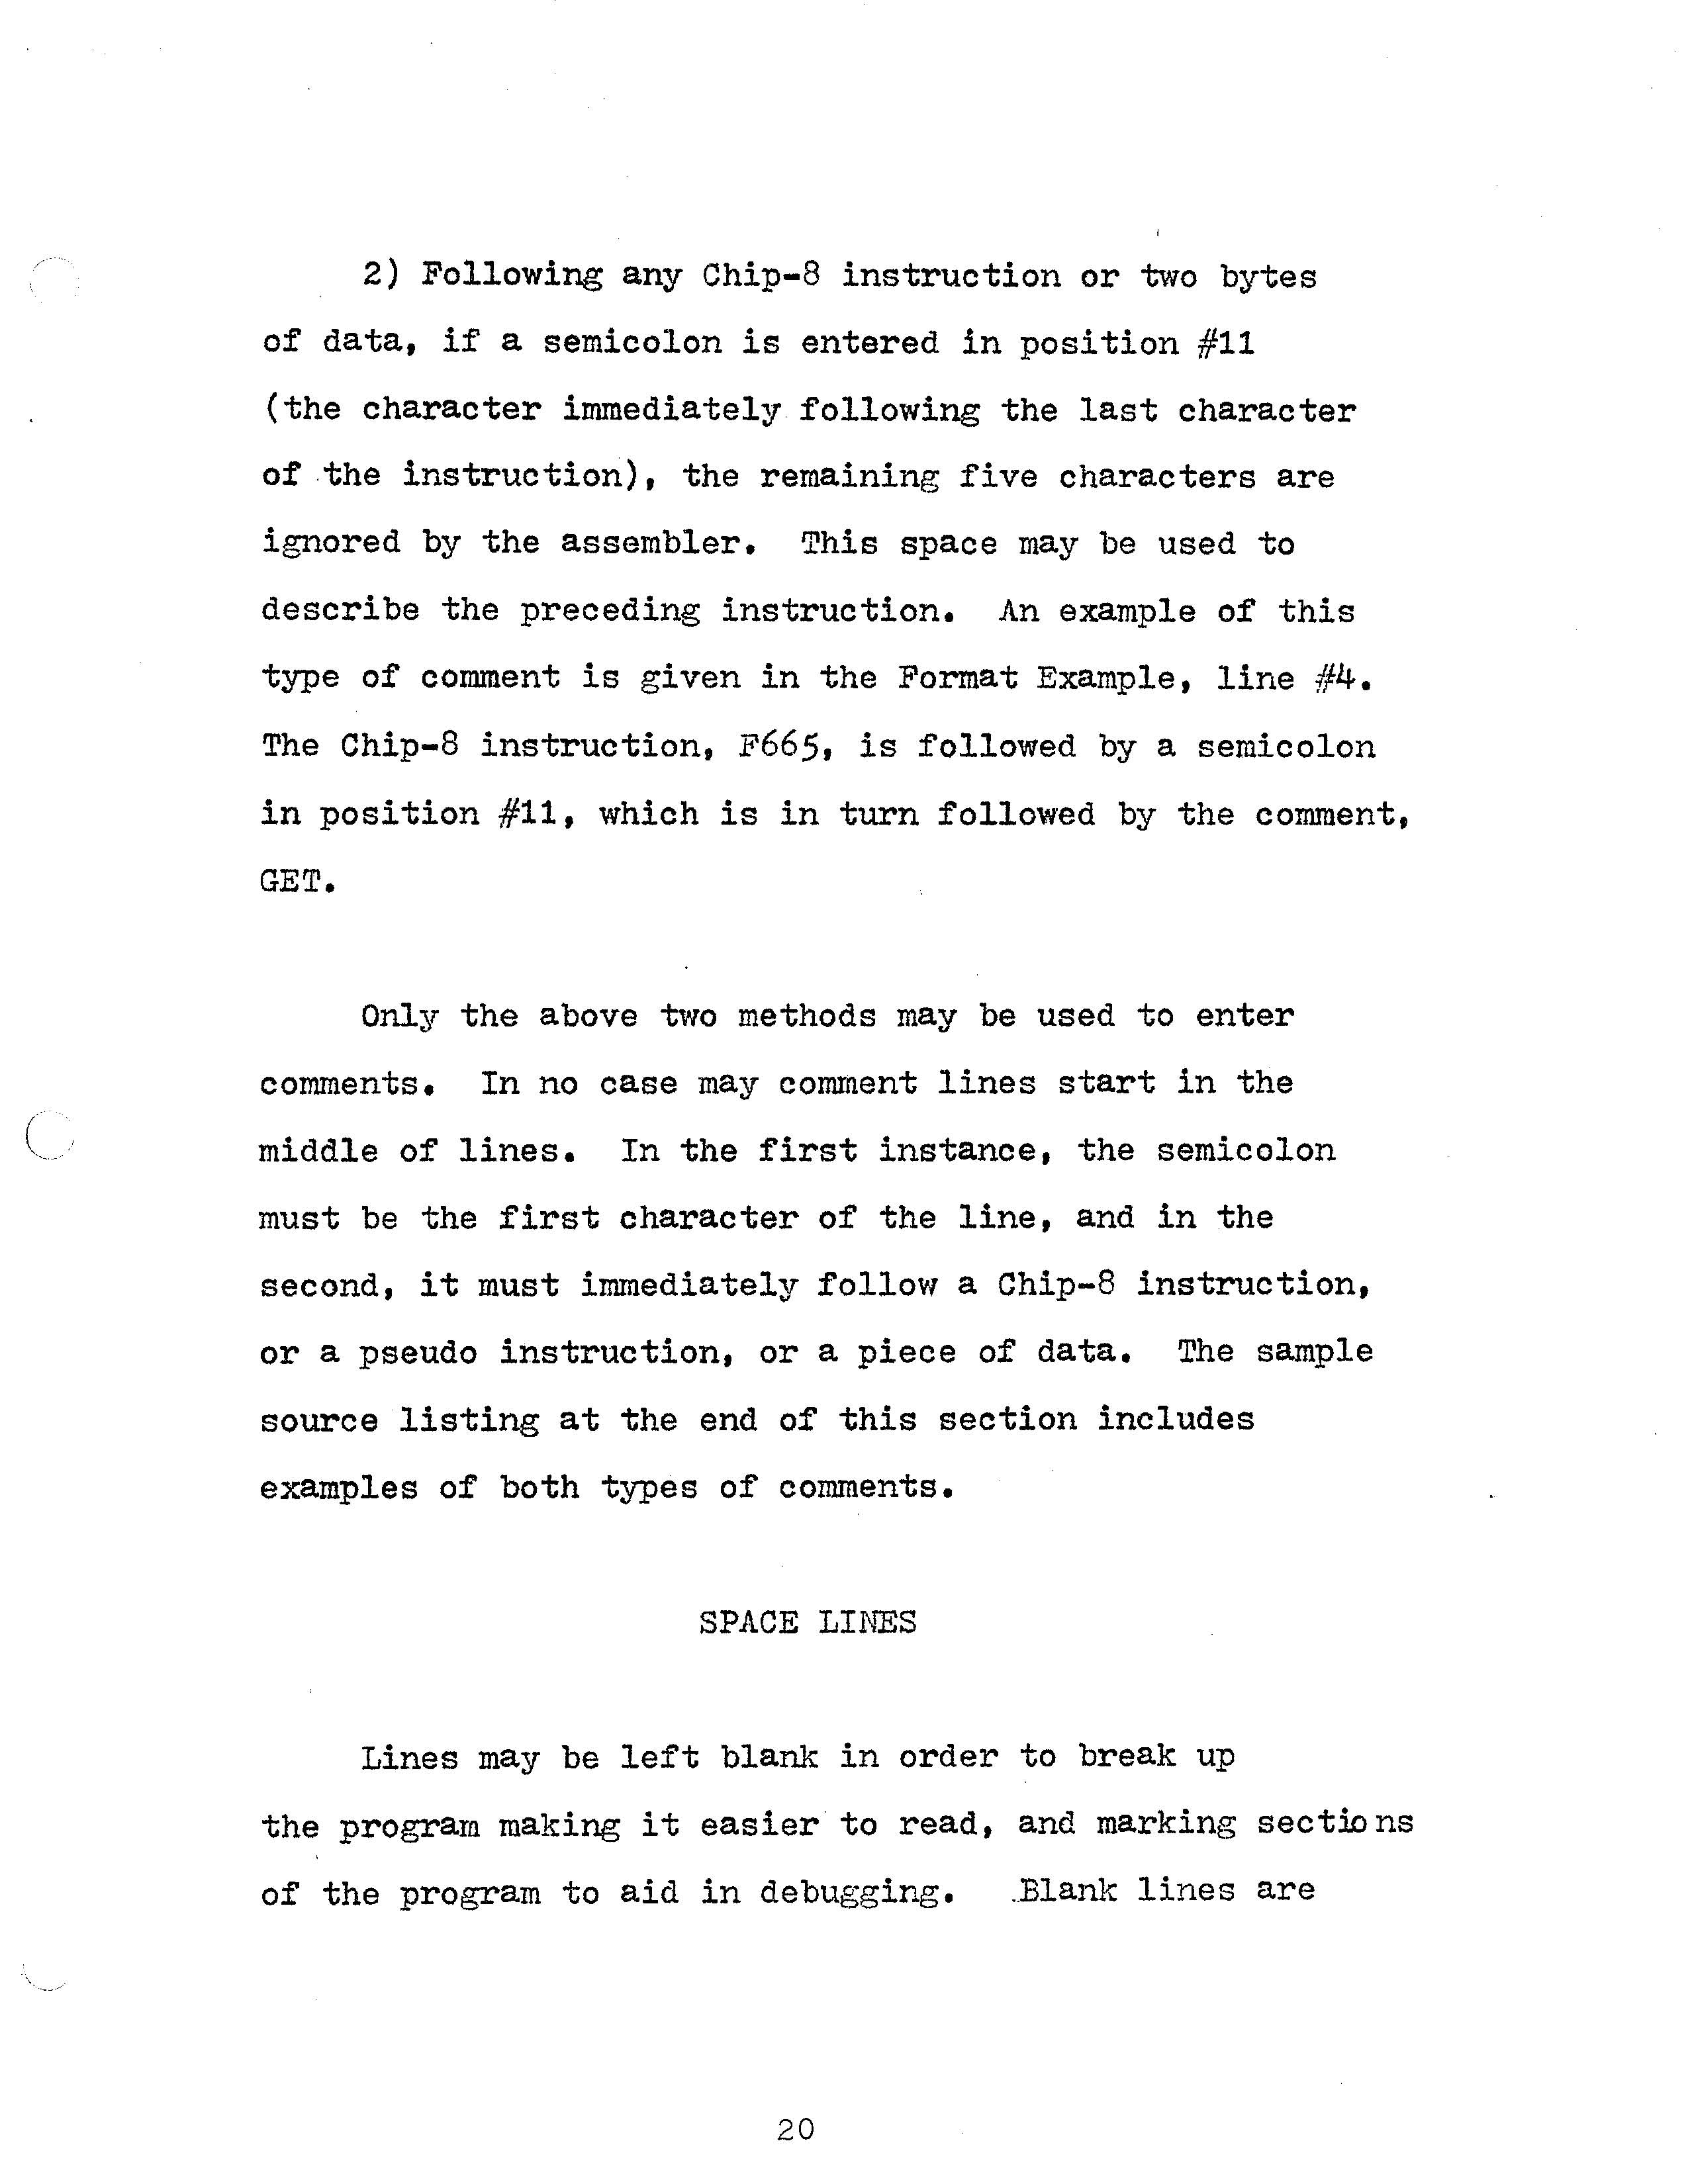 2) Following any Chip-8 instruction or two bytes
of data, if a semicolon is entered in position #11
(the character immediately following the last character
of the instruction), the remaining five characters are
ignored by the assembler. This space may be used to
describe the preceding instruction. An example of this
type of comment is given in the Format Example, line #4.
The Chip-8 instruction, F665, is followed by a semicolon
in position #11, which is in turn followed by the comment,
GET.
Only the above two methods may be used to enter
comments. In no case may comment lines start in the
middle of lines. In the first instance, the semicolon
must be the first character of the line, and in the
second, it must immediately follow a Chip-8 instruction,
or a pseudo instruction, or a piece of data. The sample
source listing at the end of this section includes
examples of both types of comments.
SPACE LINES
Lines may be left blank in order to break up
the program making it easier to read, and marking sections
of the program to aid in debugging. Blank lines are
20